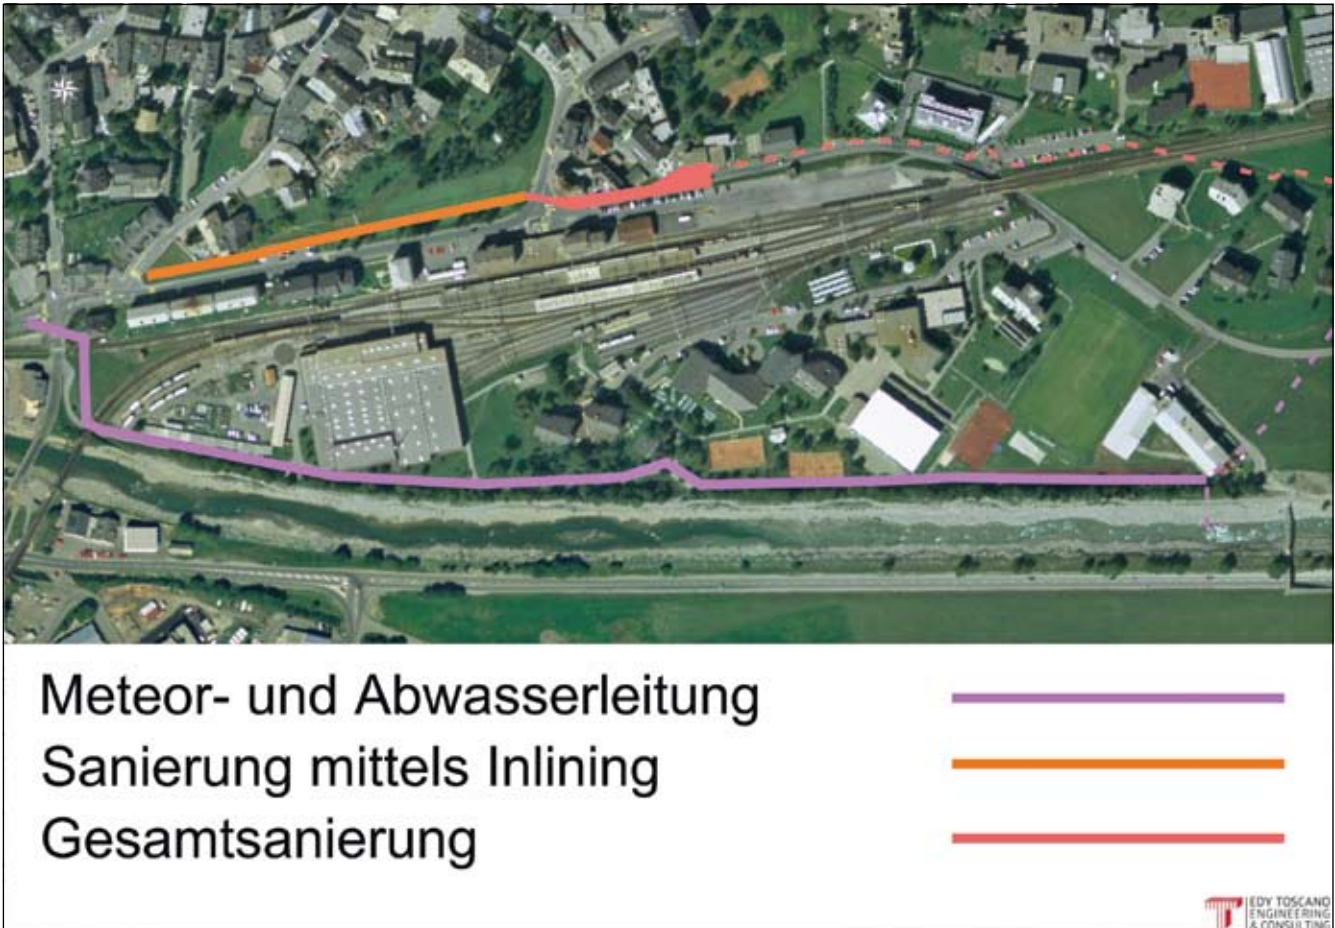 Meteor- und Abwasserleitung
Sanierung mittels Inlining
Gesamtsanierung
EDY TOSCANO
ENGINEERING
& CONSULTING